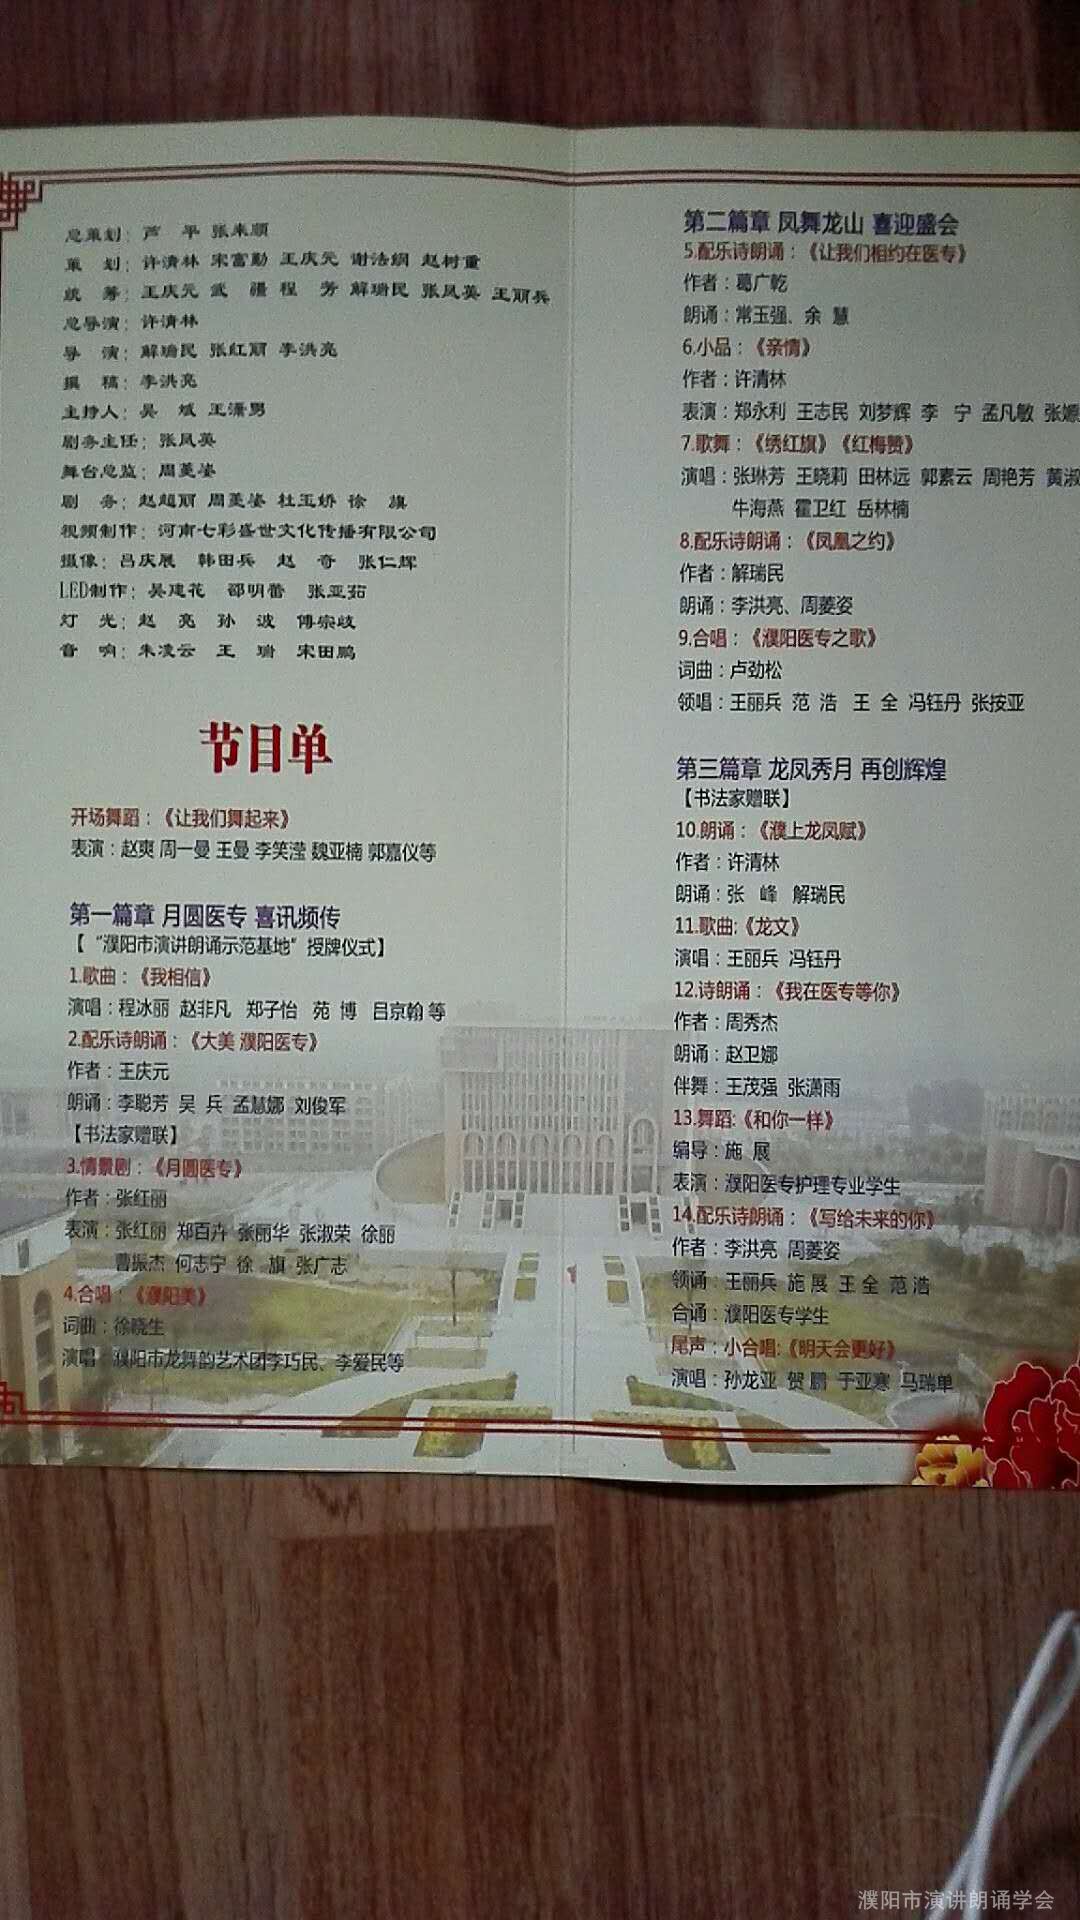 总策划：芦　平 张来顺
策　划：许清林 宋富勤 王庆元 谢法纲 赵树重
统　筹：王庆元 武　疆 程　芳 解瑞民 张凤英 王丽兵
总导演：许清林
导　演：解瑞民 张红丽 李洪亮
撰　稿：李洪亮
主持人：吴　斌 王潇男
剧务主任：张凤英
舞台总监：周菱姿
剧　务：赵超丽 周菱姿 杜玉娇 徐　旗
视频制作：河南七彩盛世文化传播有限公司
摄像：吕庆展　韩田兵　赵　奇　张仁辉
LED制作：吴建花　邵明蕾　张亚茹
灯　光：赵　亮　孙　波　傅崇歧
音　响：朱凌云　王　瑞　宋田鹏
节目单
开场舞蹈：《让我们舞起来》
表演：赵爽 周一曼 王曼 李笑滢 魏亚楠 郭嘉仪等
第一篇章 月圆医专 喜讯频传
【“濮阳市演讲朗诵示范基地”授牌仪式】
1.歌曲：《我相信》
演唱：程冰丽 赵非凡　郑子怡　苑 博　吕京翰 等
2.配乐诗朗诵：《大美 濮阳医专》
作者：王庆元
朗诵：李聪芳 吴 兵 孟慧娜 刘俊军
【书法家赠联】
3.情景剧：《月圆医专》
作者：张红丽
表演：张红丽 郑百卉 张丽华 张淑荣 徐丽
曹振杰 何志宁 徐　旗 张广志
4.合唱：《濮阳美》
词曲：徐晓生
演唱：濮阳市龙舞韵艺术团李巧民、李爱民等
第二篇章 凤舞龙山 喜迎盛会
5.配乐诗朗诵：《让我们相约在医专》
作者：葛广乾
朗诵：常玉强、余 慧
6.小品：《亲情》
作者：许清林
表演：郑永利 王志民 刘梦辉 李　宁 孟凡敏 张嫄
7.歌舞：《绣红旗》《红梅赞》
演唱：张琳芳 王晓莉 田林远 郭素云 周艳芳 黄淑
牛海燕 霍卫红 岳林楠
8.配乐诗朗诵：《凤凰之约》
作者：解瑞民
朗诵：李洪亮、周菱姿
9.合唱：《濮阳医专之歌》
词曲：卢劲松
领唱：王丽兵 范 浩　王 全 冯钰丹 张按亚
第三篇章 龙凤秀月 再创辉煌
【书法家赠联】
10.朗诵：《濮上龙凤赋》
作者：许清林
朗诵：张　峰　解瑞民
11.歌曲:《龙文》
演唱：王丽兵 冯钰丹
12.诗朗诵：《我在医专等你》
作者：周秀杰
朗诵：赵卫娜
伴舞：王茂强 张潇雨
13.舞蹈:《和你一样》
编导：施 展
表演：濮阳医专护理专业学生
14.配乐诗朗诵：《写给未来的你》
作者：李洪亮 周菱姿
领诵：王丽兵 施 展 王 全 范 浩
合诵：濮阳医专学生
尾声：小合唱:《明天会更好》
演唱：孙龙亚 贺 鹏 于亚寒 马瑞单
濮阳市演讲朗诵学会